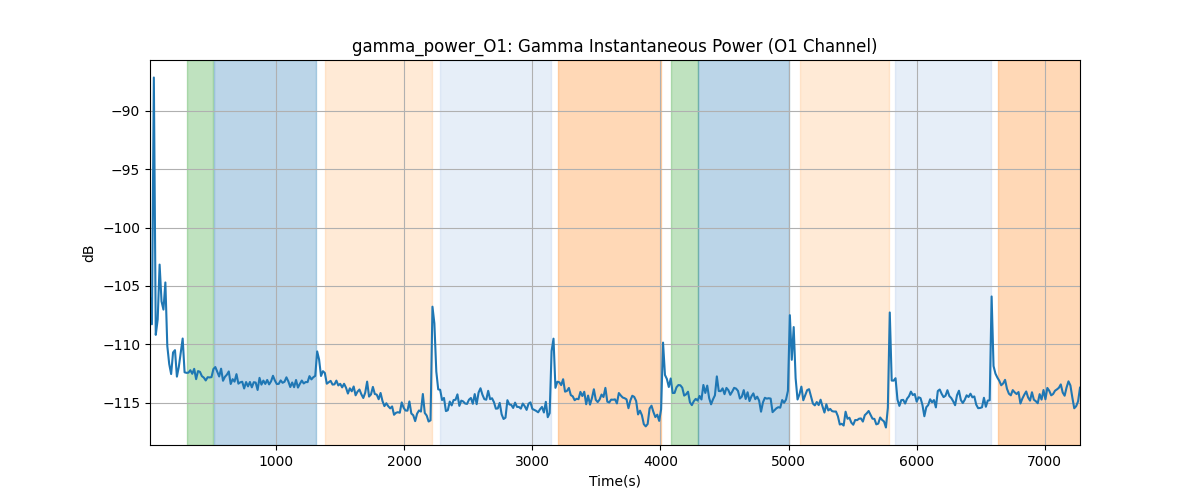 gamma_power_O1: Gamma Instantaneous Power (O1 Channel)
dB
−90
−95
−100
−105
−110
−115
1000 2000 3000 4000 5000 6000 7000
Time(s)